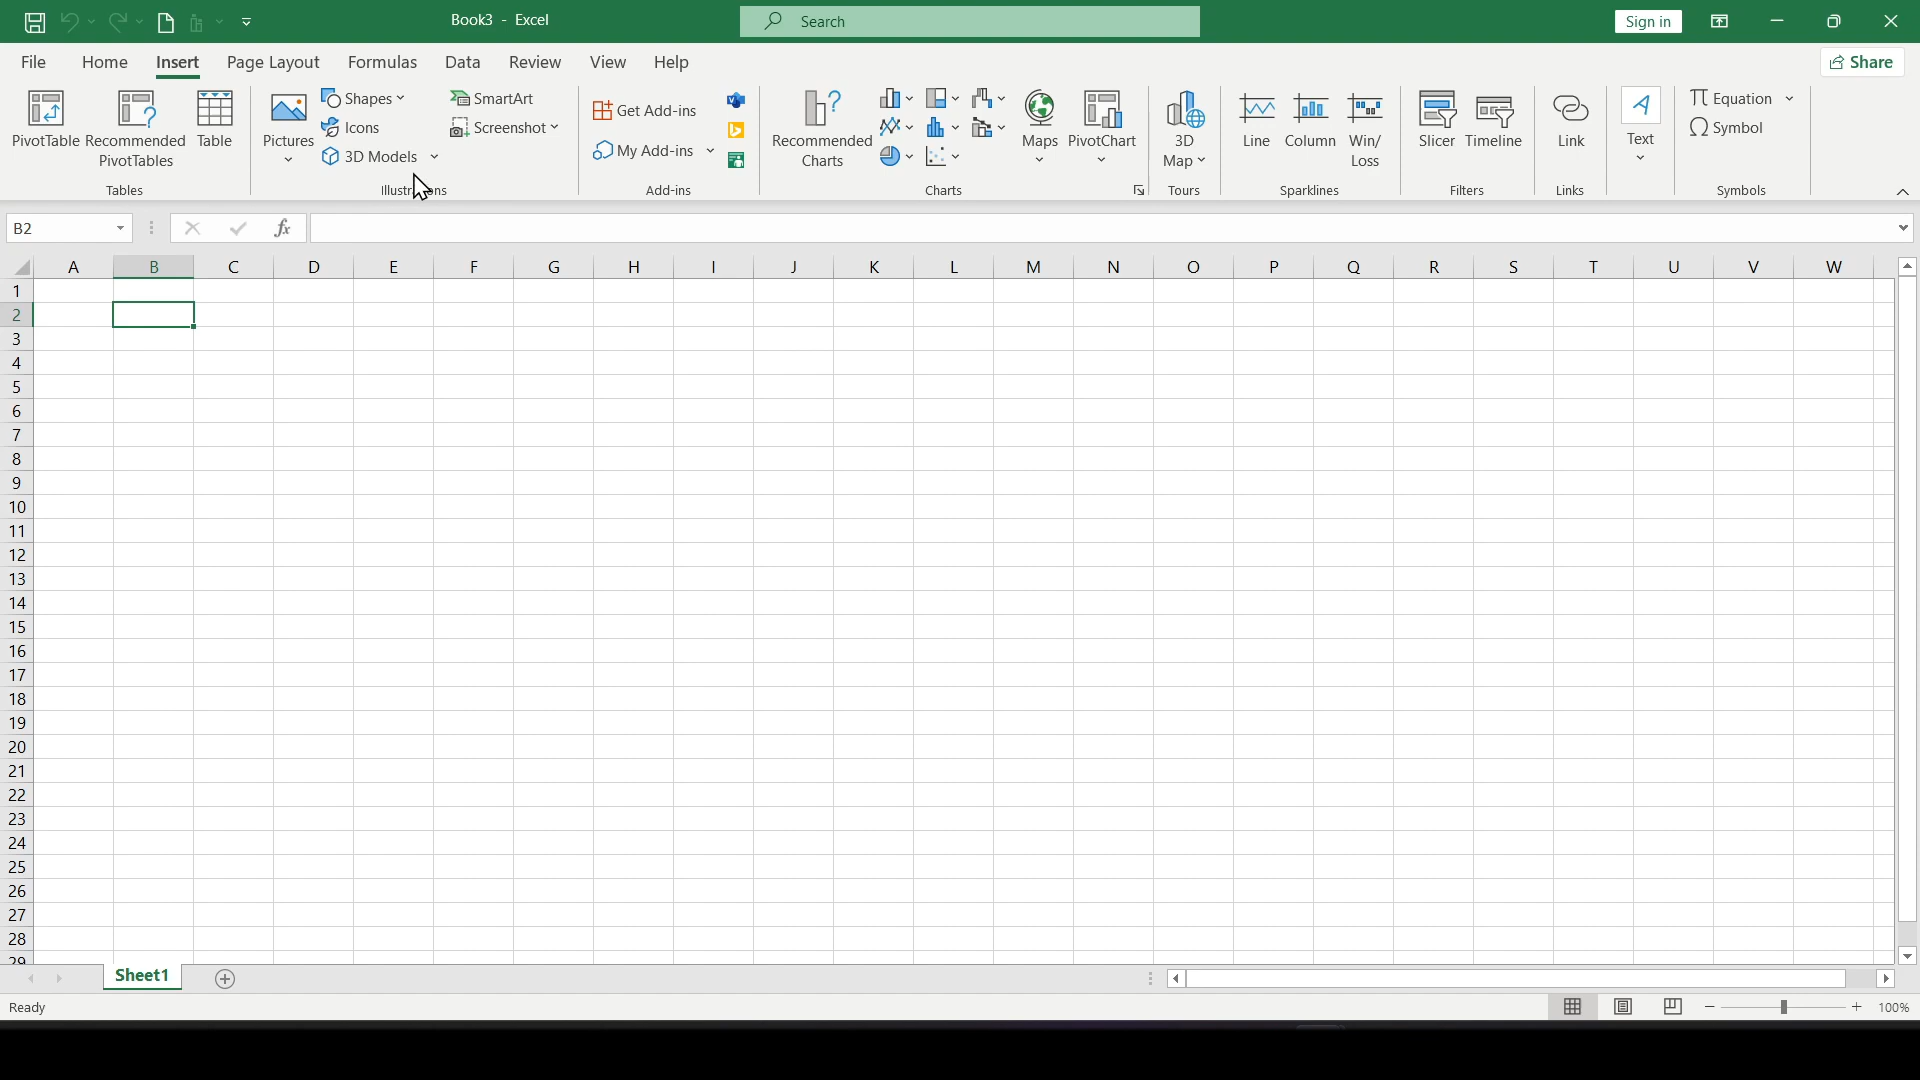 Book3 - Excel
Search
Sign in
File Home Insert Page Layout Formulas Data Review View Help
Share
PivotTable
Recommended
PivotTables
Table
Tables
Pictures
Shapes
Icons
3D Models
SmartArt
Screenshot
Get Add-ins
My Add-ins
Add-ins
Recommended
Charts
Maps
PivotChart
Charts
3D
Map
Tours
Line
Column
Win/
Loss
Sparklines
Slicer
Timeline
Filters
Link
Links
Text
Equation
Symbol
Symbols
B2
fx
A B C D E F G H I J K L M N O P Q R S T U V W
1
2
3
4
5
6
7
8
9
10
11
12
13
14
15
16
17
18
19
20
21
22
23
24
25
26
27
28
29
Sheet1
Ready
100%